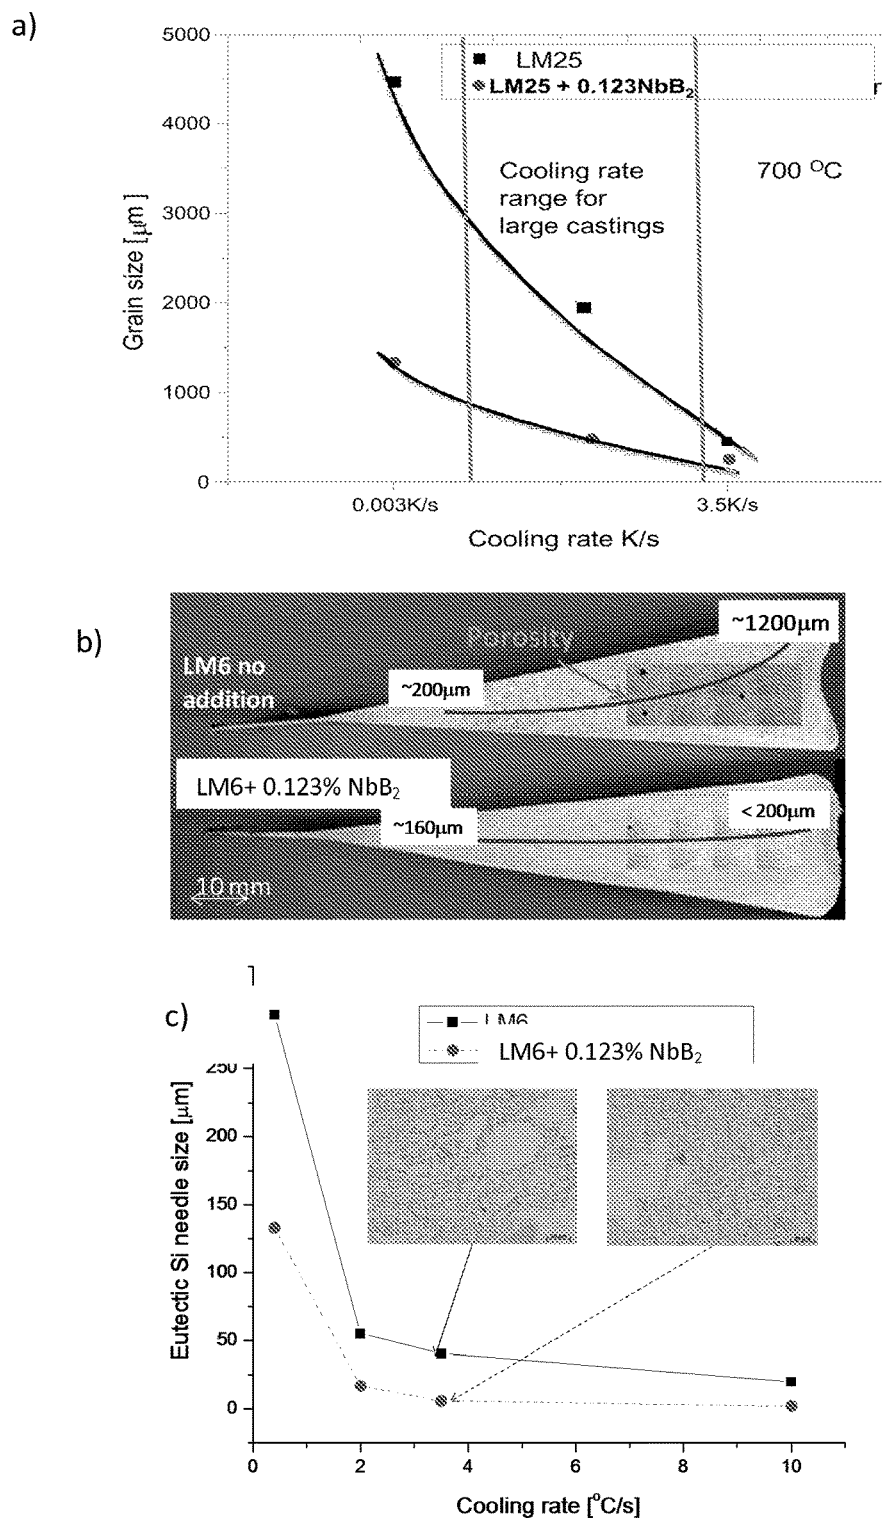 a)
5000
4000
3000
2000
1000
0
Grain size [μm]
LM25
LM25 + 0.123NbB₂
Cooling rate
range for
large castings
700 ᴼC
0.003K/s
3.5K/s
Cooling rate K/s
b)
LM6 no
addition
~200μm
Porosity
~1200μm
LM6+ 0.123% NbB₂
~160μm
<200μm
10 mm
c)
LM6
LM6+ 0.123% NbB₂
250
200
150
100
50
0
Eutectic Si needle size [μm]
0
2
4
6
8
10
Cooling rate [°C/s]